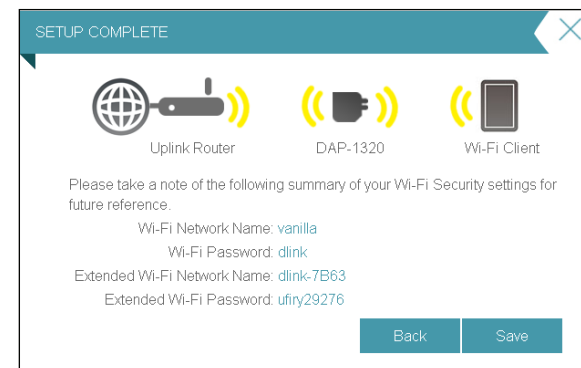 SETUP COMPLETE
Uplink Router
DAP-1320
Wi-Fi Client
Please take a note of the following summary of your Wi-Fi Security settings for
future reference.
Wi-Fi Network Name: vanilla
Wi-Fi Password: dlink
Extended Wi-Fi Network Name: dlink-7B63
Extended Wi-Fi Password: ufiry29276
Back
Save